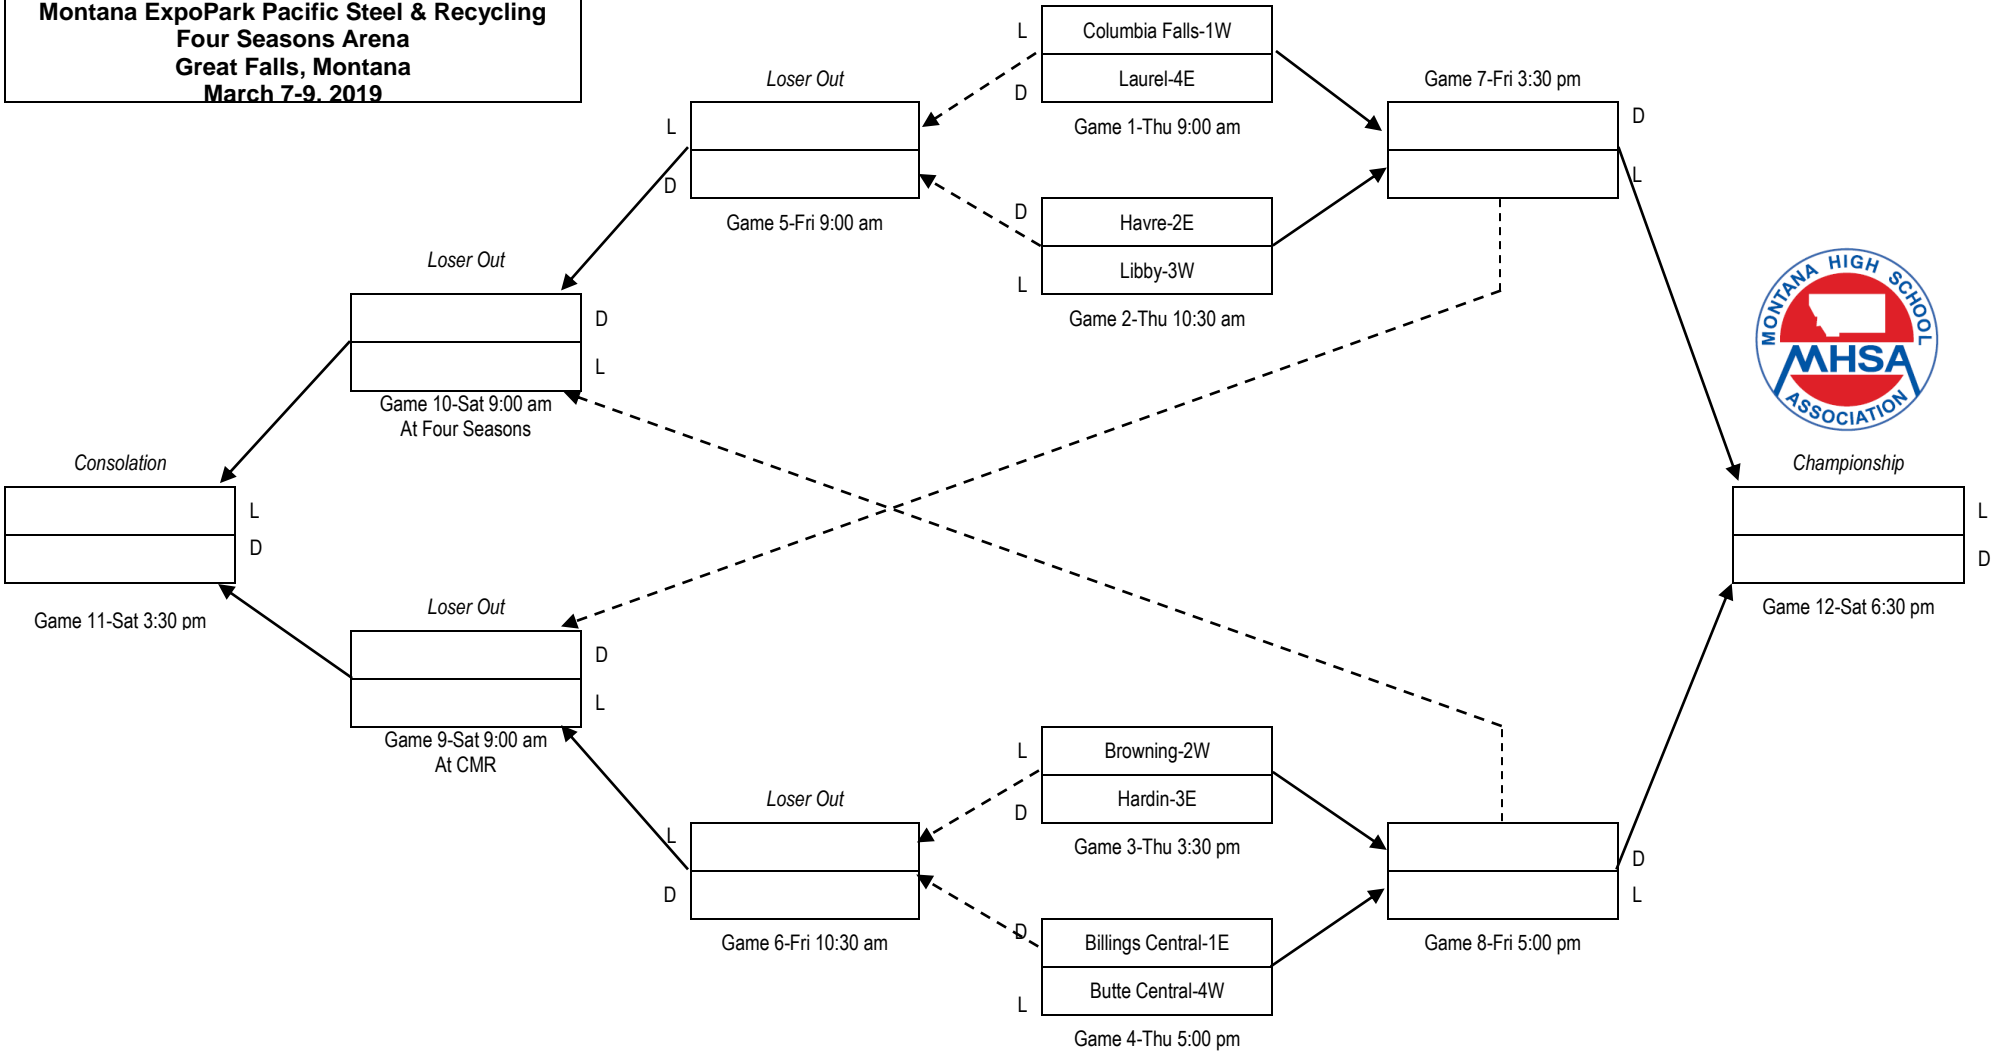 Montana ExpoPark Pacific Steel & Recycling
Four Seasons Arena
Great Falls, Montana
March 7-9, 2019
L
Columbia Falls-1W
Loser Out
Laurel-4E
Game 7-Fri 3:30 pm
D
D
L
Game 1-Thu 9:00 am
D
L
D
Havre-2E
Game 5-Fri 9:00 am
Loser Out
Libby-3W
L
D
Game 2-Thu 10:30 am
L
MONTANA HIGH SCHOOL
MHSA
ASSOCIATION
Game 10-Sat 9:00 am
At Four Seasons
Consolation
Championship
L
L
D
D
Loser Out
Game 11-Sat 3:30 pm
Game 12-Sat 6:30 pm
D
L
Game 9-Sat 9:00 am
At CMR
L
Browning-2W
Loser Out
Hardin-3E
D
L
Game 3-Thu 3:30 pm
D
D
L
Game 6-Fri 10:30 am
D
Billings Central-1E
Game 8-Fri 5:00 pm
Butte Central-4W
L
Game 4-Thu 5:00 pm